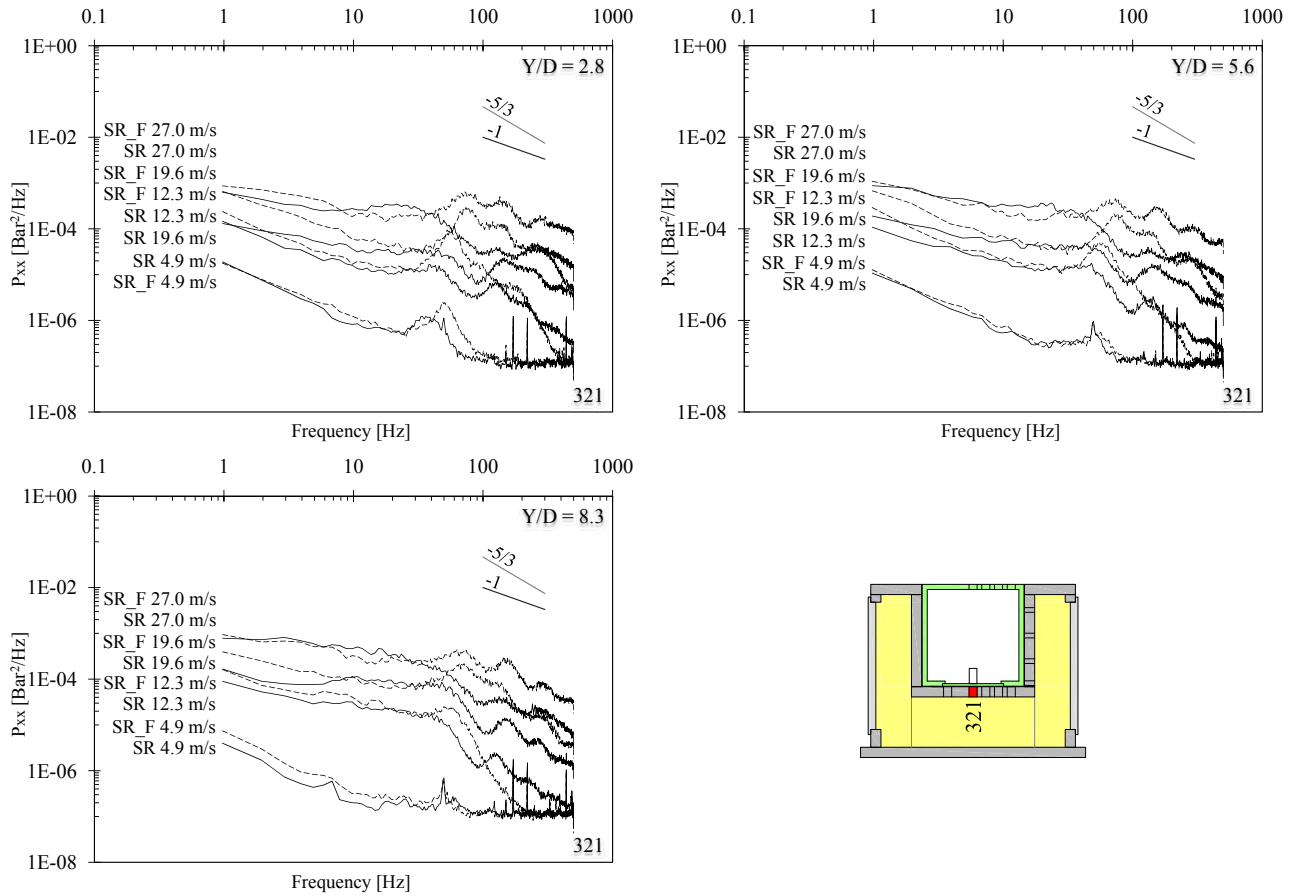 0.1 1 10 100 1000
1E+00
Y/D = 2.8
-5/3
-1
1E-02
SR_F 27.0 m/s
SR 27.0 m/s
SR_F 19.6 m/s
SR_F 12.3 m/s
SR 12.3 m/s
SR 19.6 m/s
SR 4.9 m/s
SR_F 4.9 m/s
1E-04
1E-06
1E-08
Pxx [Bar²/Hz]
321
Frequency [Hz]
0.1 1 10 100 1000
1E+00
Y/D = 5.6
-5/3
-1
1E-02
SR_F 27.0 m/s
SR 27.0 m/s
SR_F 19.6 m/s
SR_F 12.3 m/s
SR 19.6 m/s
SR 12.3 m/s
SR_F 4.9 m/s
SR 4.9 m/s
1E-04
1E-06
1E-08
Pxx [Bar²/Hz]
321
Frequency [Hz]
0.1 1 10 100 1000
1E+00
Y/D = 8.3
-5/3
-1
1E-02
SR_F 27.0 m/s
SR 27.0 m/s
SR_F 19.6 m/s
SR 19.6 m/s
SR_F 12.3 m/s
SR 12.3 m/s
SR_F 4.9 m/s
SR 4.9 m/s
1E-04
1E-06
1E-08
Pxx [Bar²/Hz]
321
Frequency [Hz]
321